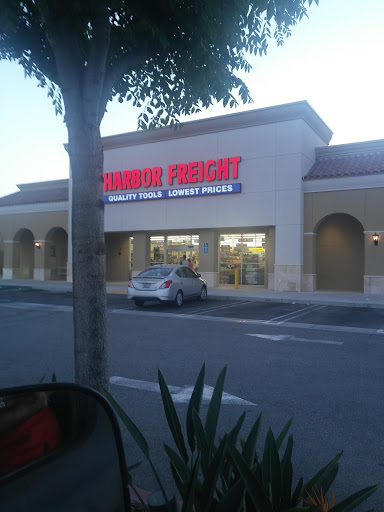 HARBOR FREIGHT
QUALITY TOOLS LOWEST PRICES